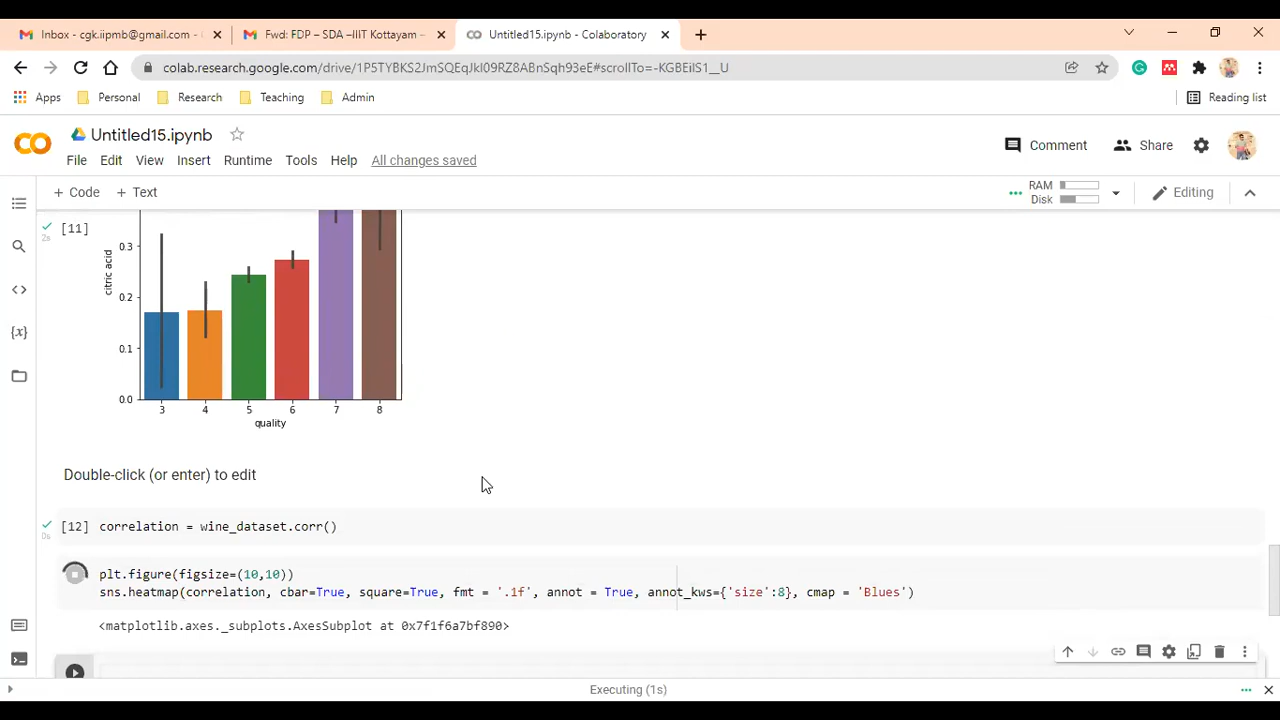 Inbox - cgk.iipmb@gmail.com -
Fwd: FDP – SDA –IIIT Kottayam –
Untitled15.ipynb - Colaboratory
colab.research.google.com/drive/1P5TYBKS2JmSQEqJkl09RZ8ABnSqh93eE#scrollTo=-KGBEilS1__U
Apps
Personal
Research
Teaching
Admin
Reading list
Untitled15.ipynb
Comment
Share
File Edit View Insert Runtime Tools Help All changes saved
+ Code + Text
RAM
Disk
Editing
[11]
2s
0.3
0.2
0.1
0.0
citric acid
3 4 5 6 7 8
quality
Double-click (or enter) to edit
[12] correlation = wine_dataset.corr()
0s
plt.figure(figsize=(10,10))
sns.heatmap(correlation, cbar=True, square=True, fmt = '.1f', annot = True, annot_kws={'size':8}, cmap = 'Blues')
<matplotlib.axes._subplots.AxesSubplot at 0x7f1f6a7bf890>
Executing (1s)